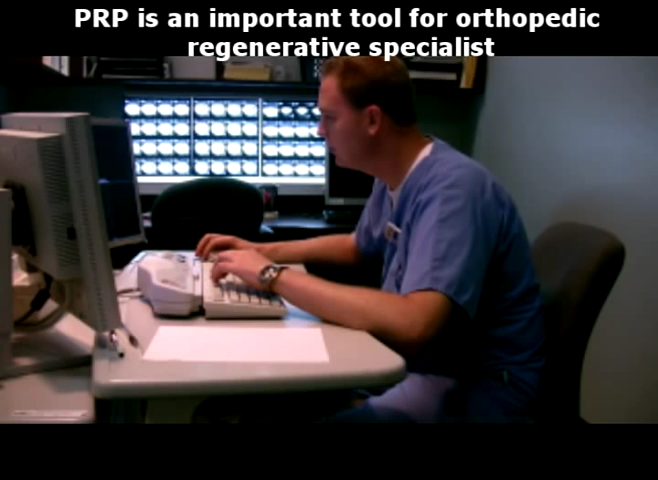 PRP is an important tool for orthopedic
regenerative specialist